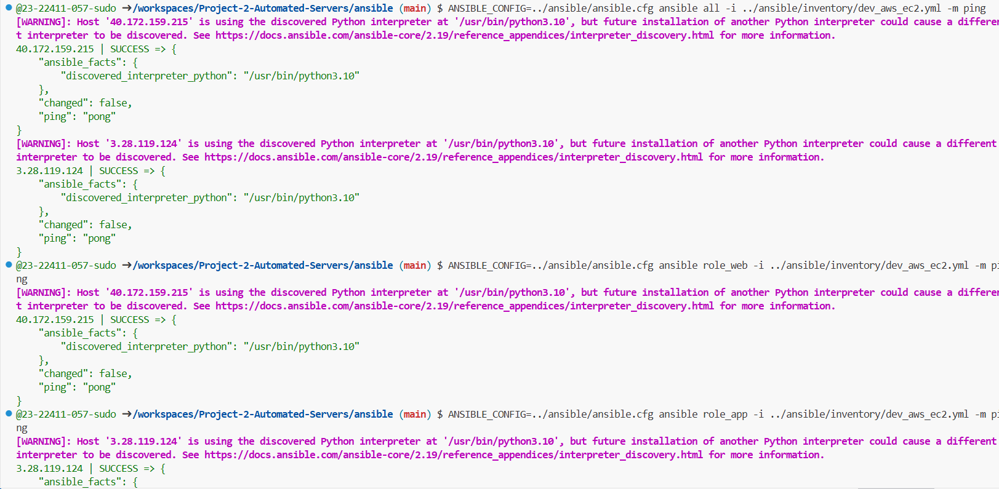 @23-22411-057-sudo ➜/workspaces/Project-2-Automated-Servers/ansible (main) $ ANSIBLE_CONFIG=../ansible/ansible.cfg ansible all -i ../ansible/inventory/dev_aws_ec2.yml -m ping
[WARNING]: Host '40.172.159.215' is using the discovered Python interpreter at '/usr/bin/python3.10', but future installation of another Python interpreter could cause a differen
t interpreter to be discovered. See https://docs.ansible.com/ansible-core/2.19/reference_appendices/interpreter_discovery.html for more information.
40.172.159.215 | SUCCESS => {
    "ansible_facts": {
        "discovered_interpreter_python": "/usr/bin/python3.10"
    },
    "changed": false,
    "ping": "pong"
}
[WARNING]: Host '3.28.119.124' is using the discovered Python interpreter at '/usr/bin/python3.10', but future installation of another Python interpreter could cause a different
interpreter to be discovered. See https://docs.ansible.com/ansible-core/2.19/reference_appendices/interpreter_discovery.html for more information.
3.28.119.124 | SUCCESS => {
    "ansible_facts": {
        "discovered_interpreter_python": "/usr/bin/python3.10"
    },
    "changed": false,
    "ping": "pong"
}
@23-22411-057-sudo ➜/workspaces/Project-2-Automated-Servers/ansible (main) $ ANSIBLE_CONFIG=../ansible/ansible.cfg ansible role_web -i ../ansible/inventory/dev_aws_ec2.yml -m pi
ng
[WARNING]: Host '40.172.159.215' is using the discovered Python interpreter at '/usr/bin/python3.10', but future installation of another Python interpreter could cause a differen
t interpreter to be discovered. See https://docs.ansible.com/ansible-core/2.19/reference_appendices/interpreter_discovery.html for more information.
40.172.159.215 | SUCCESS => {
    "ansible_facts": {
        "discovered_interpreter_python": "/usr/bin/python3.10"
    },
    "changed": false,
    "ping": "pong"
}
@23-22411-057-sudo ➜/workspaces/Project-2-Automated-Servers/ansible (main) $ ANSIBLE_CONFIG=../ansible/ansible.cfg ansible role_app -i ../ansible/inventory/dev_aws_ec2.yml -m pi
ng
[WARNING]: Host '3.28.119.124' is using the discovered Python interpreter at '/usr/bin/python3.10', but future installation of another Python interpreter could cause a different
interpreter to be discovered. See https://docs.ansible.com/ansible-core/2.19/reference_appendices/interpreter_discovery.html for more information.
3.28.119.124 | SUCCESS => {
    "ansible_facts": {